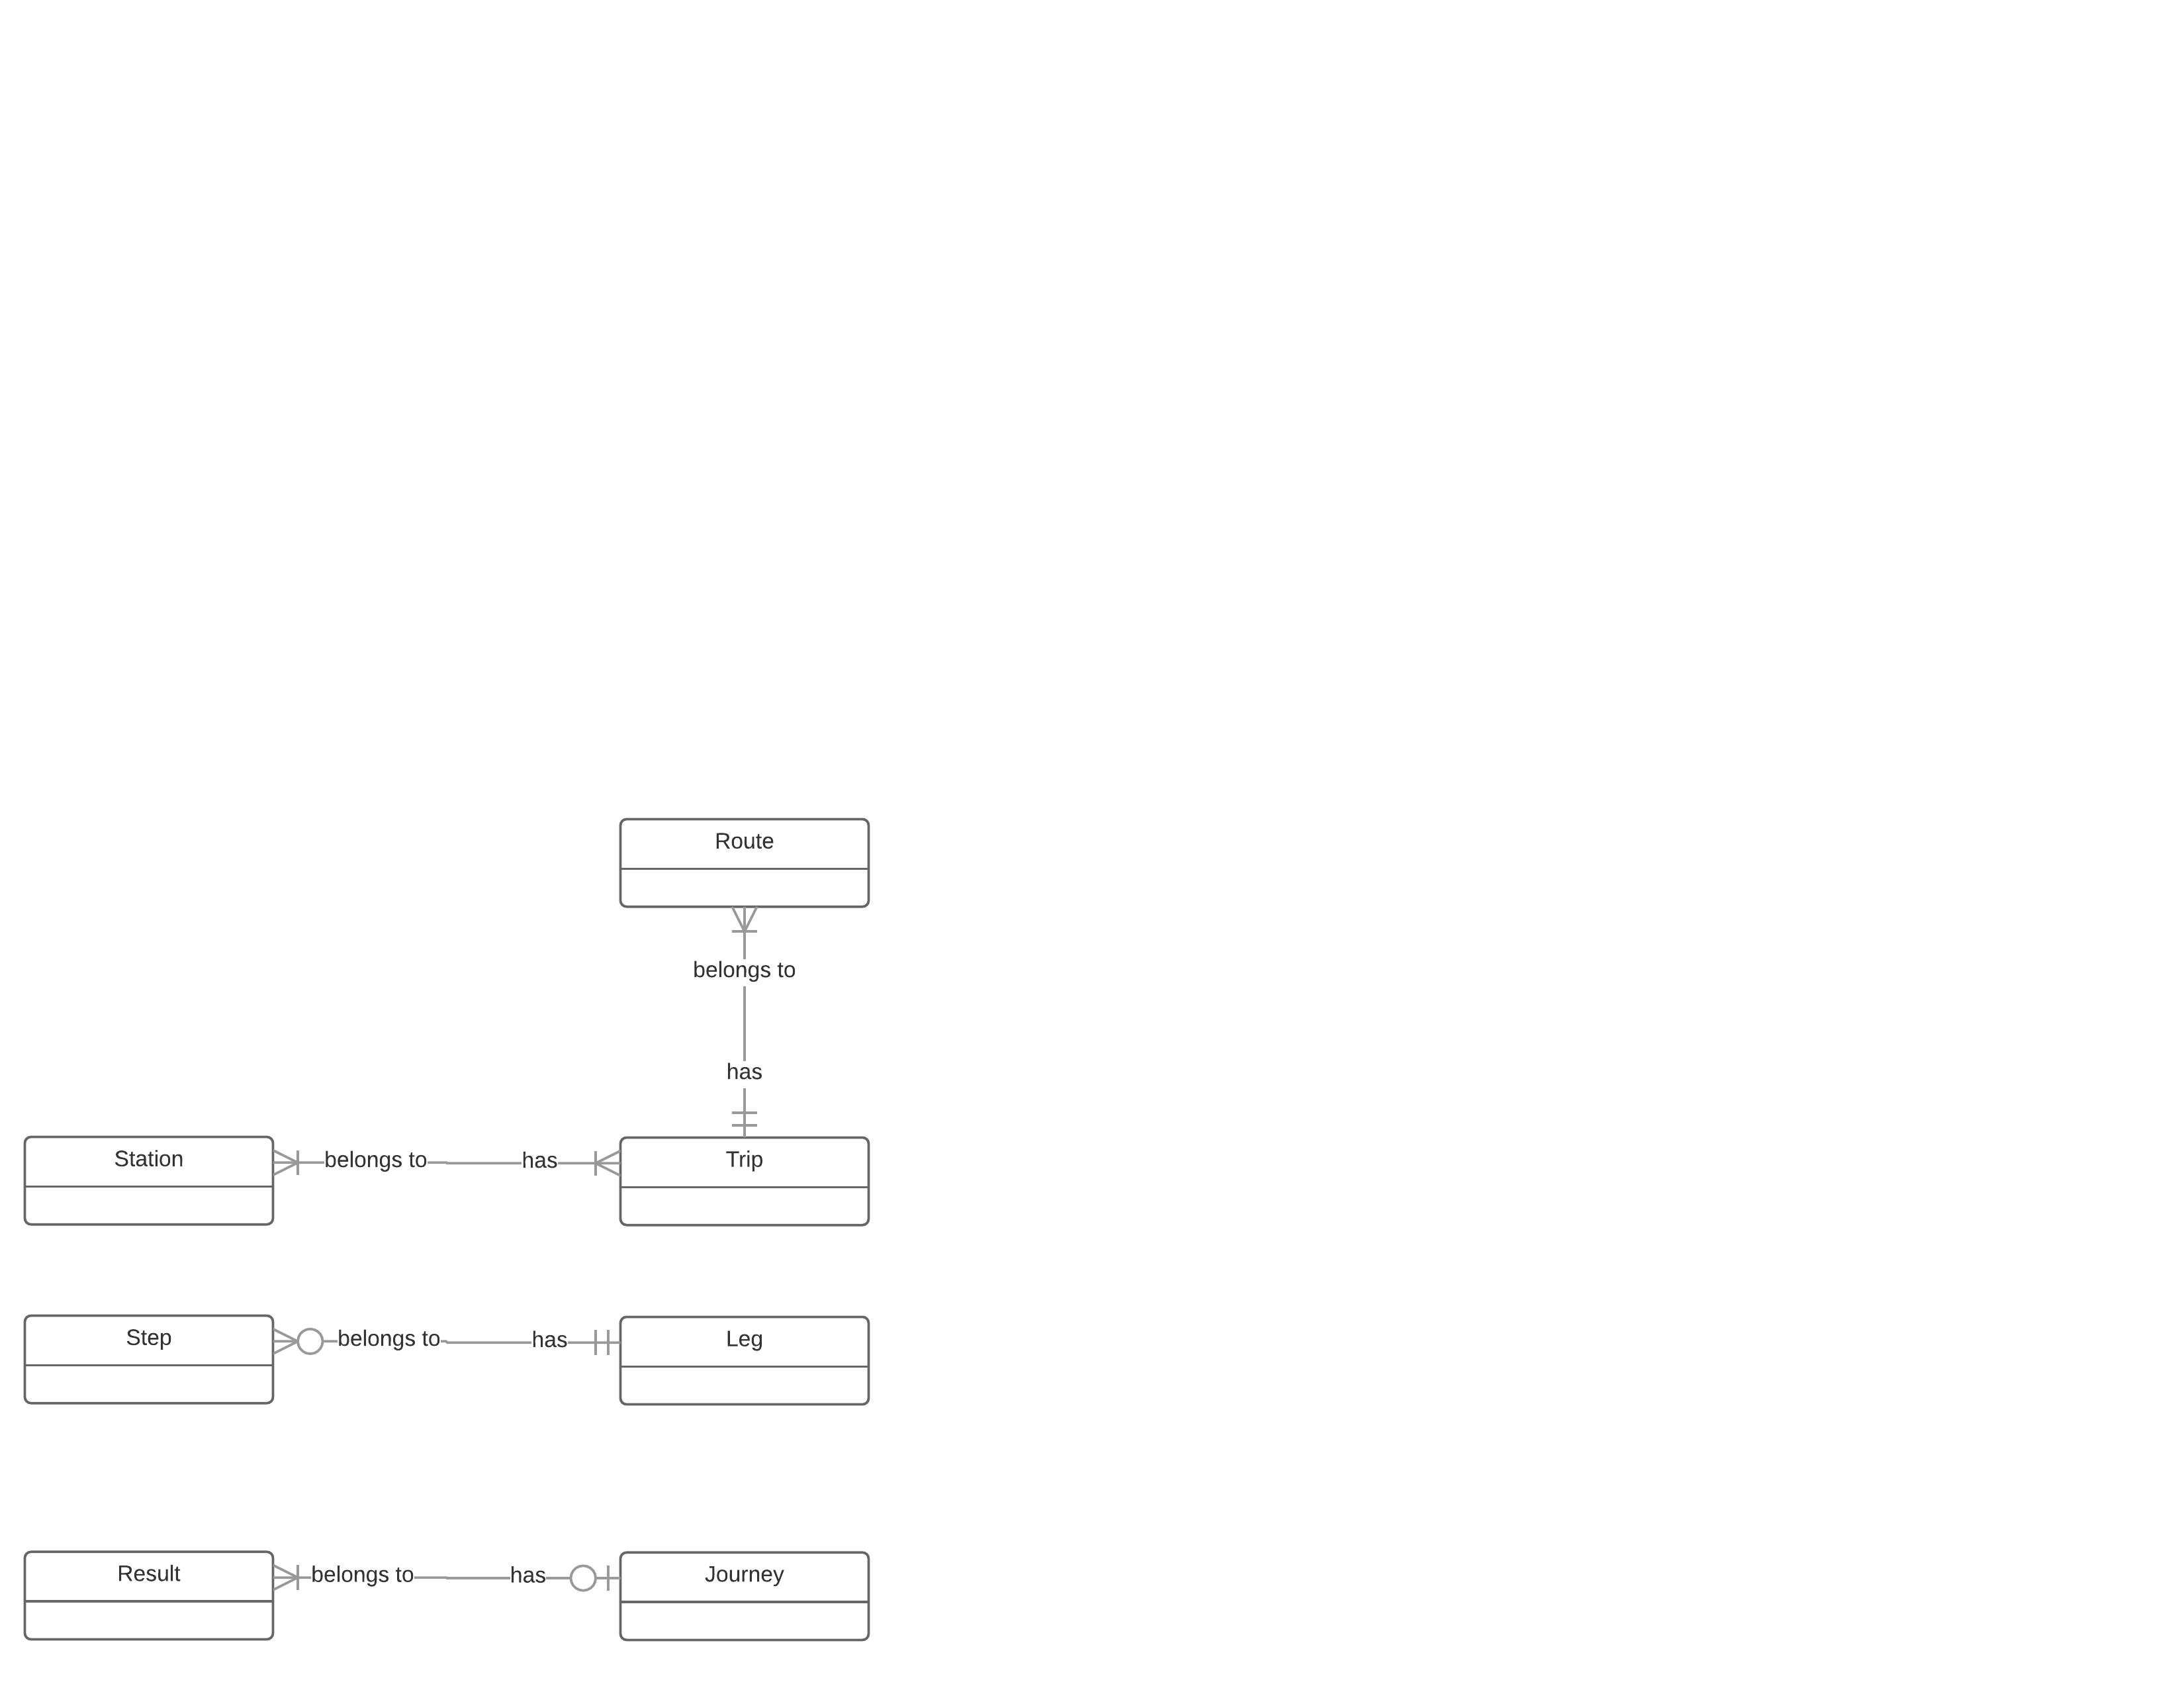 Route
belongs to
has
Station
belongs to
has
Trip
Step
belongs to
has
Leg
Result
belongs to
has
Journey